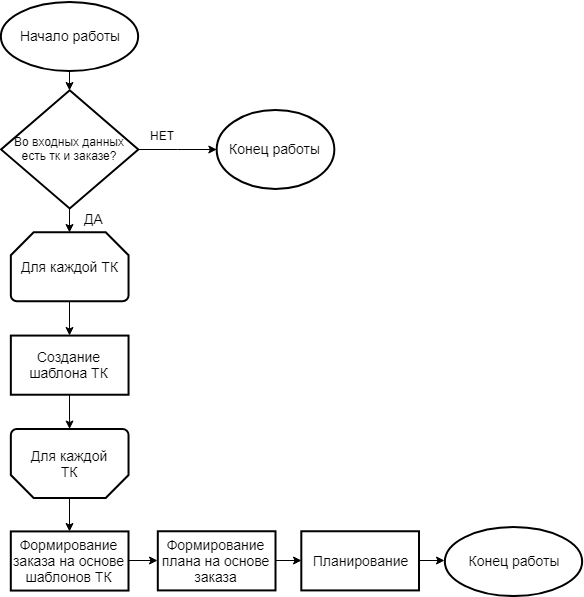 Начало работы
Во входных данных
есть тк и заказе?
НЕТ
Конец работы
ДА
Для каждой ТК
Создание
шаблона ТК
Для каждой
ТК
Формирование
заказа на основе
шаблонов ТК
Формирование
плана на основе
заказа
Планирование
Конец работы